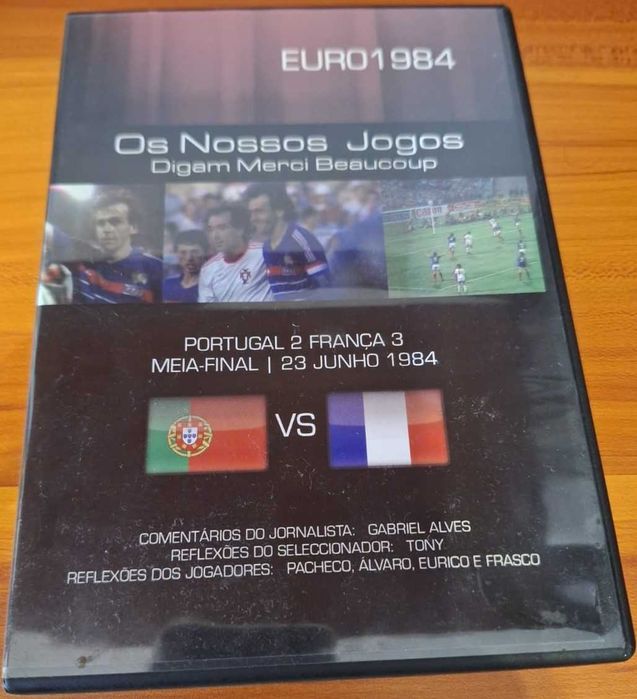 EURO1984
Os Nossos Jogos
Digam Merci Beaucoup
Canon
PORTUGAL 2 FRANÇA 3
MEIA-FINAL | 23 JUNHO 1984
VS
COMENTÁRIOS DO JORNALISTA: GABRIEL ALVES
REFLEXÕES DO SELECCIONADOR: TONY
REFLEXÕES DOS JOGADORES: PACHECO, ÁLVARO, EURICO E FRASCO